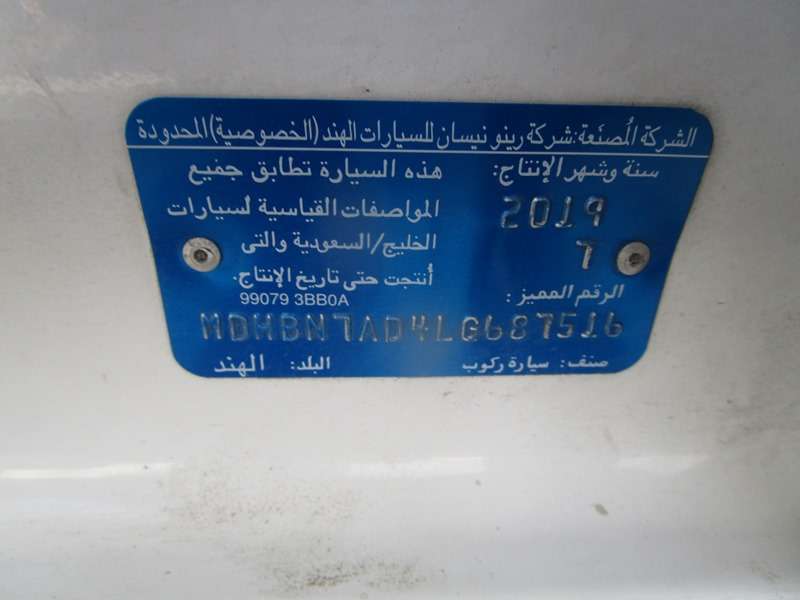 الشركة المُصنعة: شركة رينو نيسان للسيارات الهند (الخصوصية) المحدودة
سنة وشهر الإنتاج:
2019
7
هذه السيارة تطابق جميع
المواصفات القياسية لسيارات
الخليج/السعودية والتى
أنتجت حتى تاريخ الإنتاج.
الرقم المميز:
99079 3BB0A
MDHBN7AD4LG687516
صنف: سيارة ركوب البلد: الهند